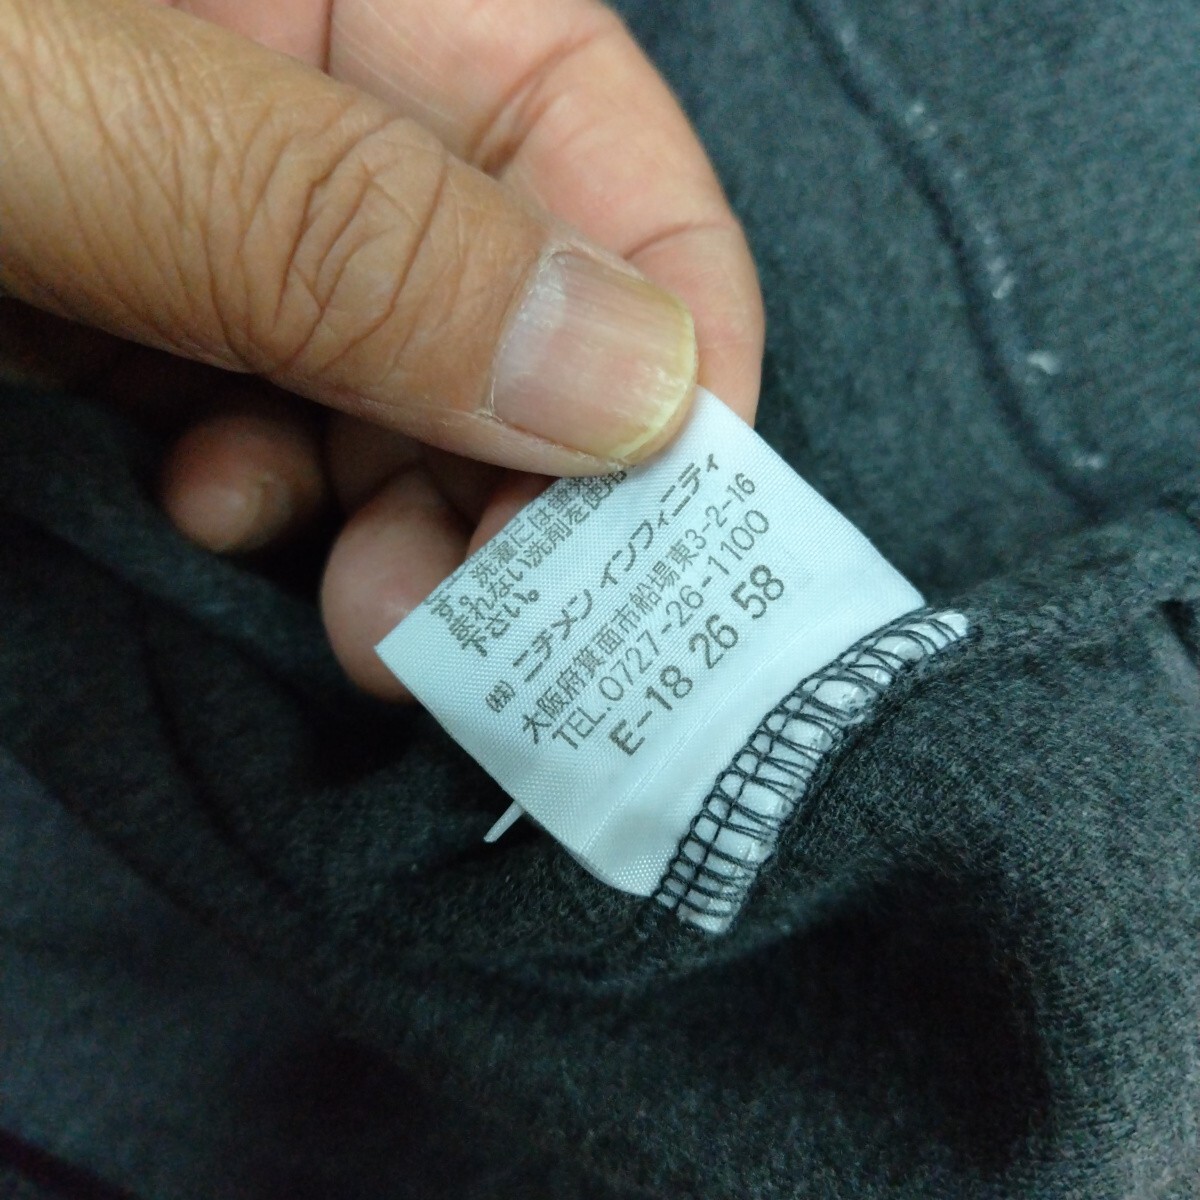 す。洗濯には蛍
まれない洗剤を使用
下さい。
㈱ ニチメン インフィニティ
大阪府箕面市船場東3-2-16
TEL.0727-26-1100
E-18 26 58